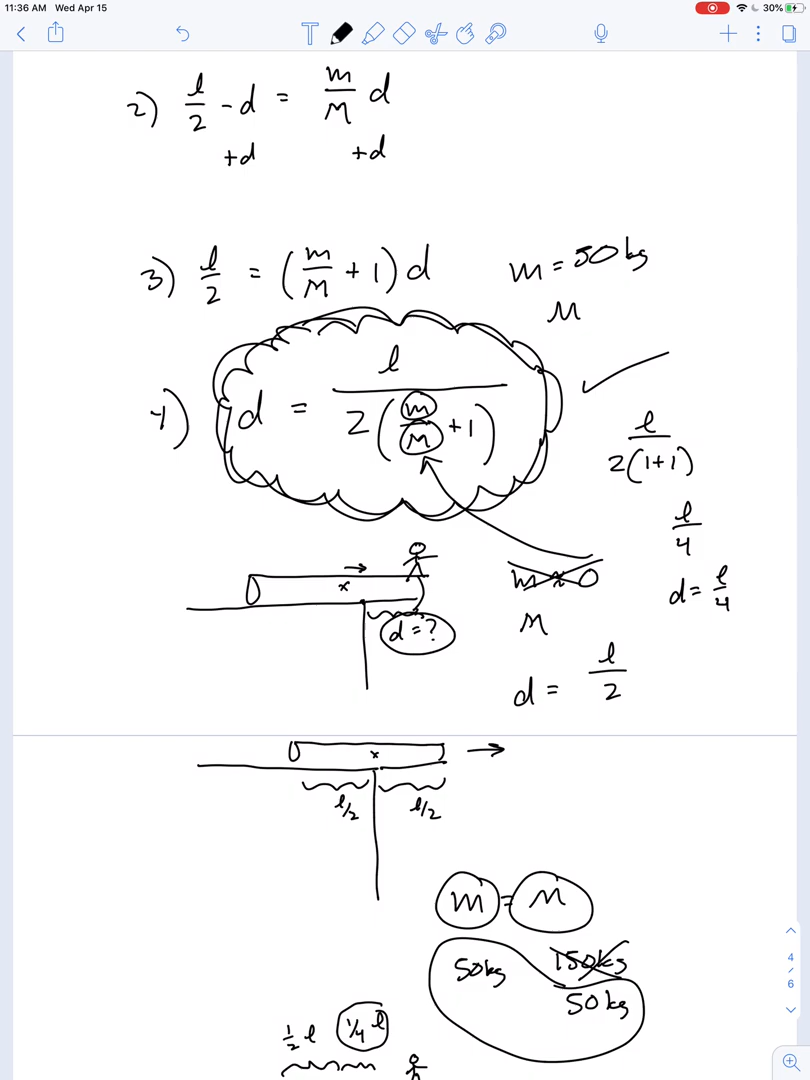 11:36 AM Wed Apr 15
30%
T
2) l/2 - d = m/M d
+d +d
3) l/2 = (m/M + 1) d
m = 50 kg
M
4) d = l / 2(m/M + 1)
l / 2(1+1)
l/4
d = l/4
m ≈ 0
M
d = ?
d = l/2
x
x
l/2 l/2
m = M
50kg 150kg
50kg
1/2 l 1/4 l
4
/
6